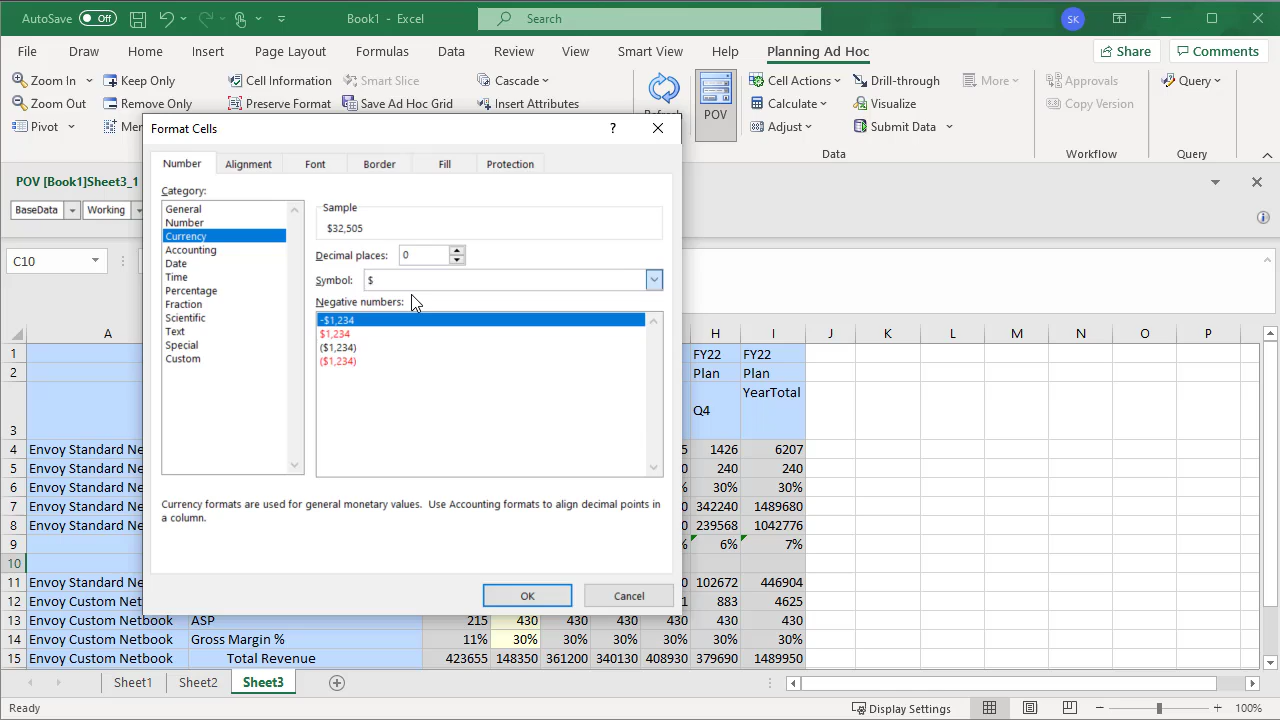 AutoSave Off Book1 - Excel Search SK
File Draw Home Insert Page Layout Formulas Data Review View Smart View Help Planning Ad Hoc Share Comments
Zoom In Keep Only Cell Information Smart Slice Cascade Cell Actions Drill-through More Approvals Query
Zoom Out Remove Only Preserve Format Save Ad Hoc Grid Insert Attributes Refresh POV Calculate Visualize Copy Version
Pivot Adjust Submit Data
Data Workflow Query
Format Cells ?
Number Alignment Font Border Fill Protection
POV [Book1]Sheet3_1
BaseData Working
C10
Category:
General
Number
Currency
Accounting
Date
Time
Percentage
Fraction
Scientific
Text
Special
Custom
Sample
$32,505
Decimal places: 0
Symbol: $
Negative numbers:
-$1,234
$1,234
($1,234)
($1,234)
Currency formats are used for general monetary values. Use Accounting formats to align decimal points in
a column.
OK Cancel
A H I J K L M N O P
1 FY22 FY22
2 Plan Plan
3 Q4 YearTotal
4 Envoy Standard Ne 5 1426 6207
5 Envoy Standard Ne 0 240 240
6 Envoy Standard Ne % 30% 30%
7 Envoy Standard Ne 0 342240 1489680
8 Envoy Standard Ne 0 239568 1042776
9 % 6% 7%
10
11 Envoy Standard Ne 0 102672 446904
12 Envoy Custom Netb 1 883 4625
13 Envoy Custom Netbook ASP 215 430 430 430 430 430 430
14 Envoy Custom Netbook Gross Margin % 11% 30% 30% 30% 30% 30% 30%
15 Envoy Custom Netbook Total Revenue 423655 148350 361200 340130 408930 379690 1489950
Sheet1 Sheet2 Sheet3
Ready Display Settings 100%